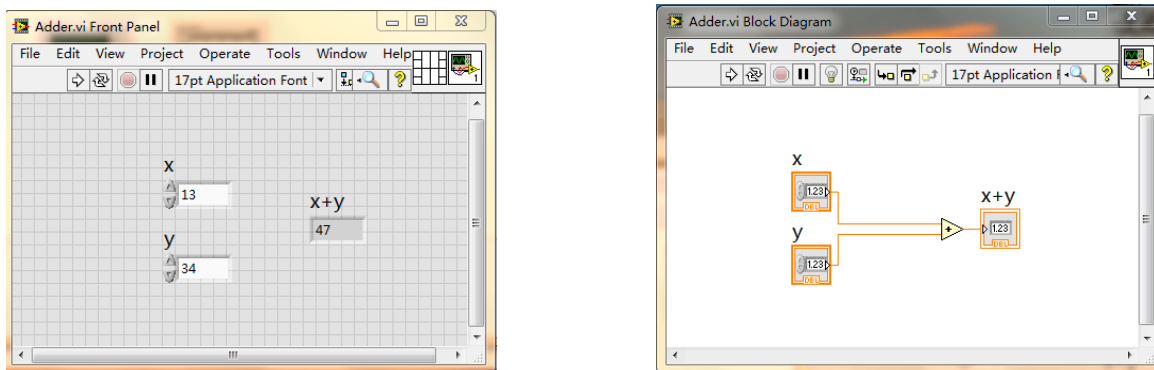 Adder.vi Front Panel
File Edit View Project Operate Tools Window Help
17pt Application Font
1
x
13
x+y
47
y
34
Adder.vi Block Diagram
File Edit View Project Operate Tools Window Help
17pt Application
1
x
1.23
DBL
x+y
1.23
DBL
y
1.23
DBL